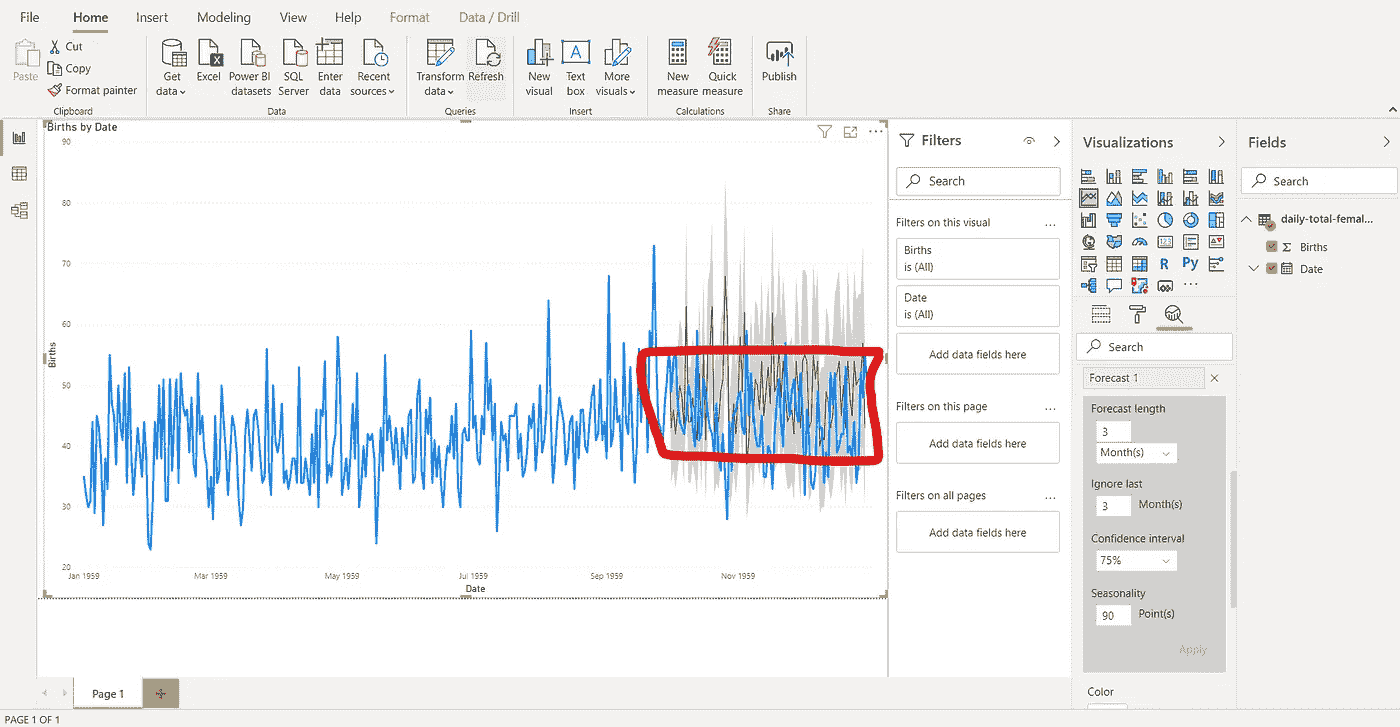 File Home Insert Modeling View Help Format Data / Drill
Paste
Cut
Copy
Format painter
Clipboard
Get data
Excel
Power BI datasets
SQL Server
Enter data
Recent sources
Data
Transform data
Refresh
Queries
New visual
Text box
More visuals
Insert
New measure
Quick measure
Calculations
Publish
Share
Births by Date
90
80
70
60
50
40
30
20
Births
Jan 1959 Mar 1959 May 1959 Jul 1959 Sep 1959 Nov 1959
Date
Filters
Search
Filters on this visual ...
Births
is (All)
Date
is (All)
Add data fields here
Filters on this page ...
Add data fields here
Filters on all pages ...
Add data fields here
Visualizations
123
R Py
...
Search
Forecast 1
Forecast length
3
Month(s)
Ignore last
3 Month(s)
Confidence interval
75%
Seasonality
90 Point(s)
Apply
Color
Fields
Search
daily-total-femal...
Σ Births
Date
Page 1
PAGE 1 OF 1